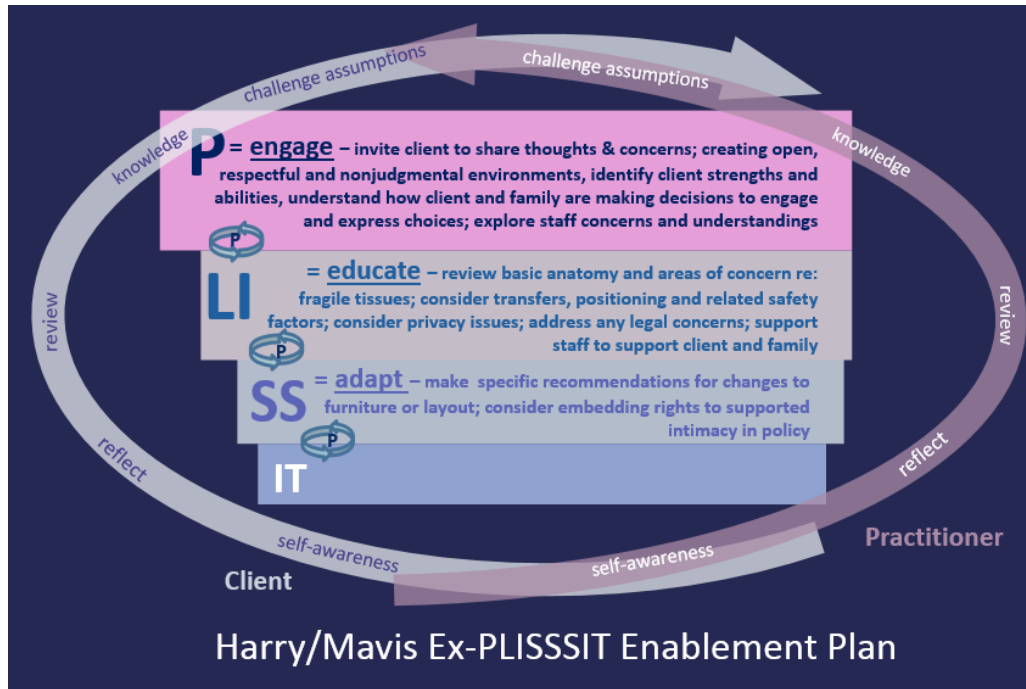 challenge assumptions
challenge assumptions
knowledge
knowledge
P = engage – invite client to share thoughts & concerns; creating open,
respectful and nonjudgmental environments, identify client strengths and
abilities, understand how client and family are making decisions to engage
and express choices; explore staff concerns and understandings
P
LI = educate – review basic anatomy and areas of concern re:
fragile tissues; consider transfers, positioning and related safety
factors; consider privacy issues; address any legal concerns; support
staff to support client and family
review
review
P
SS = adapt – make specific recommendations for changes to
furniture or layout; consider embedding rights to supported
intimacy in policy
P
IT
reflect
reflect
self-awareness
self-awareness
Client
Practitioner
Harry/Mavis Ex-PLISSSIT Enablement Plan